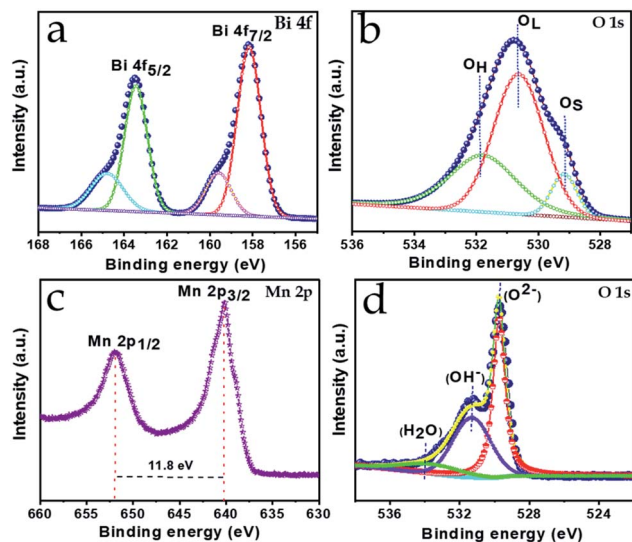 a
Bi 4f
Bi 4f7/2
Bi 4f5/2
Intensity (a.u.)
168 166 164 162 160 158 156
Binding energy (eV)
b
O 1s
OL
OH
OS
Intensity (a.u.)
536 534 532 530 528
Binding energy (eV)
c
Mn 2p
Mn 2p3/2
Mn 2p1/2
11.8 eV
Intensity (a.u.)
660 655 650 645 640 635 630
Binding energy (eV)
d
O 1s
(O2-)
(OH-)
(H2O)
Intensity (a.u.)
536 532 528 524
Binding energy (eV)